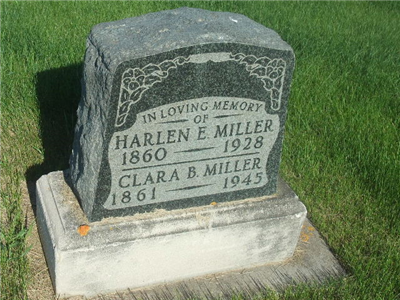 IN LOVING MEMORY
OF
HARLEN E. MILLER
1860 — 1928
CLARA B. MILLER
1861 — 1945